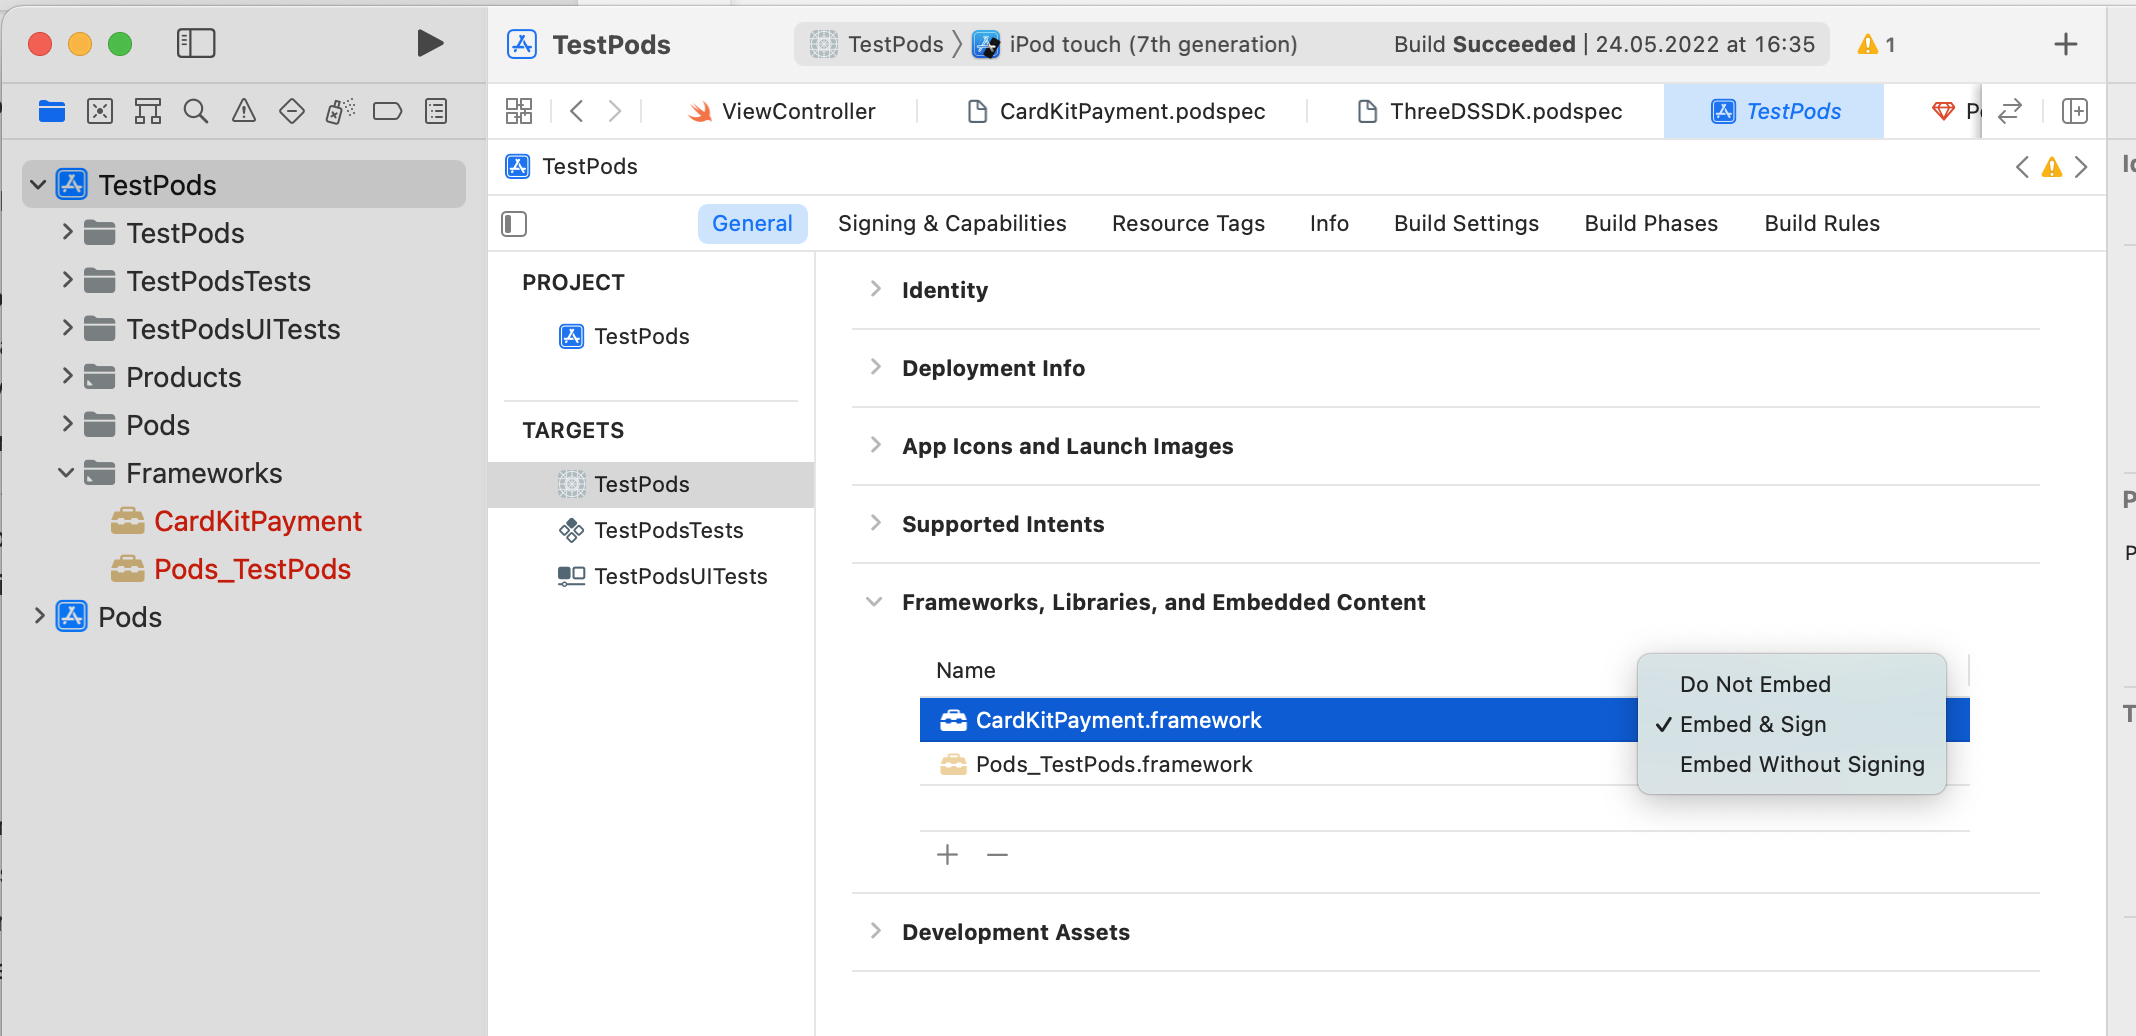 TestPods
TestPods
iPod touch (7th generation)
Build Succeeded | 24.05.2022 at 16:35
1
ViewController
CardKitPayment.podspec
ThreeDSSDK.podspec
TestPods
TestPods
TestPods
TestPods
TestPodsTests
TestPodsUITests
Products
Pods
Frameworks
CardKitPayment
Pods_TestPods
Pods
General
Signing & Capabilities
Resource Tags
Info
Build Settings
Build Phases
Build Rules
PROJECT
TestPods
TARGETS
TestPods
TestPodsTests
TestPodsUITests
Identity
Deployment Info
App Icons and Launch Images
Supported Intents
Frameworks, Libraries, and Embedded Content
Name
CardKitPayment.framework
Pods_TestPods.framework
Do Not Embed
Embed & Sign
Embed Without Signing
Development Assets